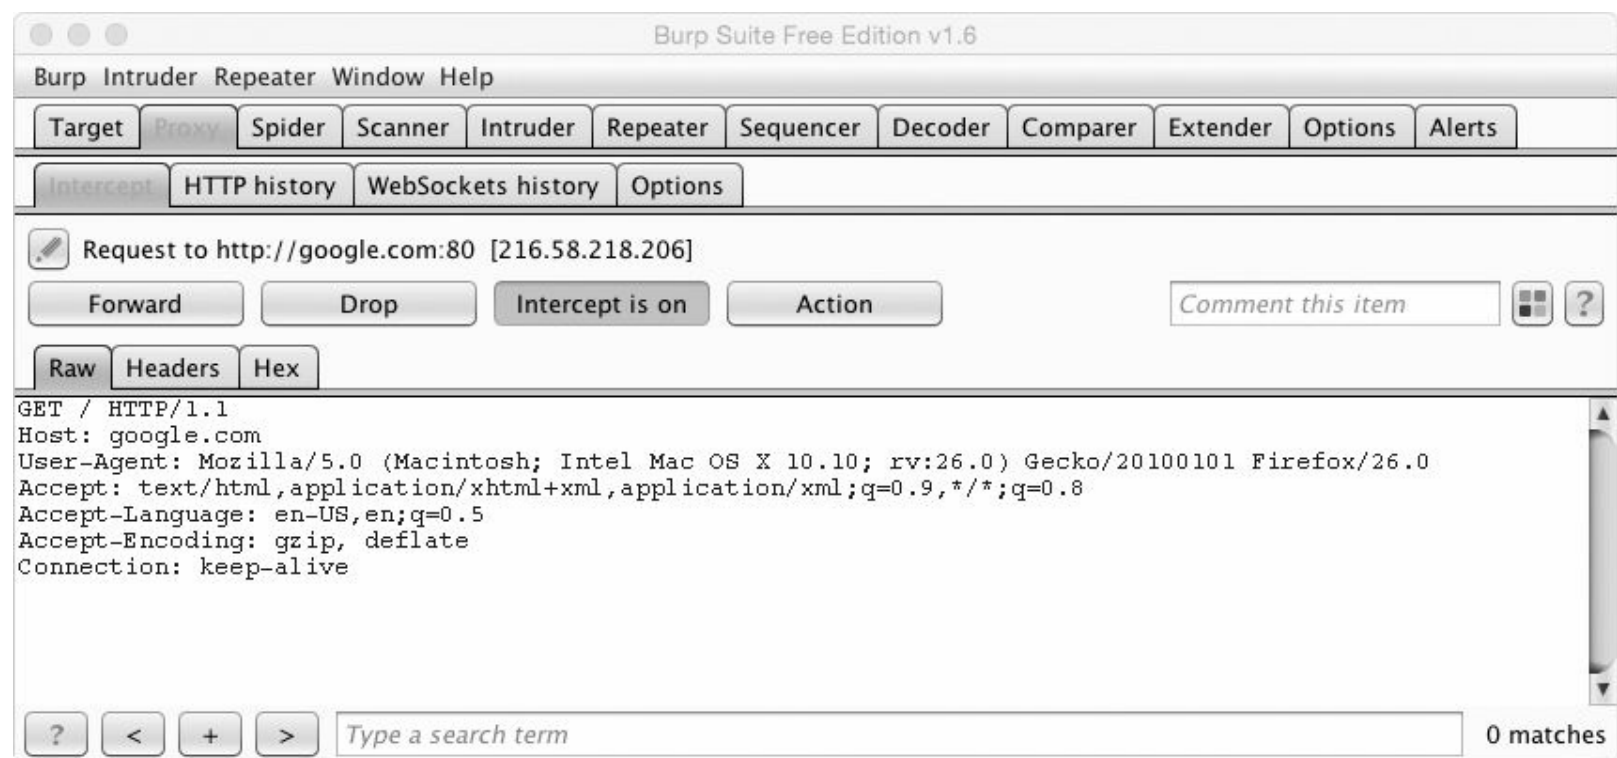 Burp Suite Free Edition v1.6
Burp Intruder Repeater Window Help
Target Proxy Spider Scanner Intruder Repeater Sequencer Decoder Comparer Extender Options Alerts
Intercept HTTP history WebSockets history Options
Request to http://google.com:80 [216.58.218.206]
Forward Drop Intercept is on Action Comment this item ?
Raw Headers Hex
GET / HTTP/1.1
Host: google.com
User-Agent: Mozilla/5.0 (Macintosh; Intel Mac OS X 10.10; rv:26.0) Gecko/20100101 Firefox/26.0
Accept: text/html,application/xhtml+xml,application/xml;q=0.9,*/*;q=0.8
Accept-Language: en-US,en;q=0.5
Accept-Encoding: gzip, deflate
Connection: keep-alive
? < + > Type a search term 0 matches